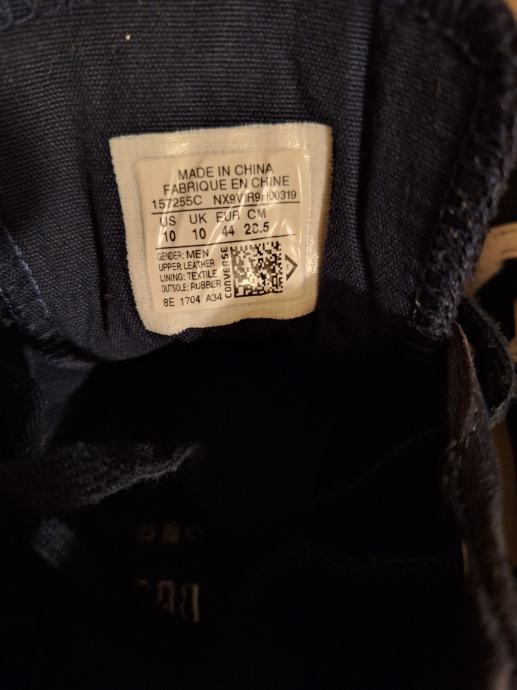 MADE IN CHINA
FABRIQUE EN CHINE
157255C NX9VIR9H00319
US UK EUR CM
10 10 44 28.5
GENDER: MEN
UPPER: LEATHER
LINING: TEXTILE
OUTSOLE: RUBBER
8E 1704 A34
CONVERSE